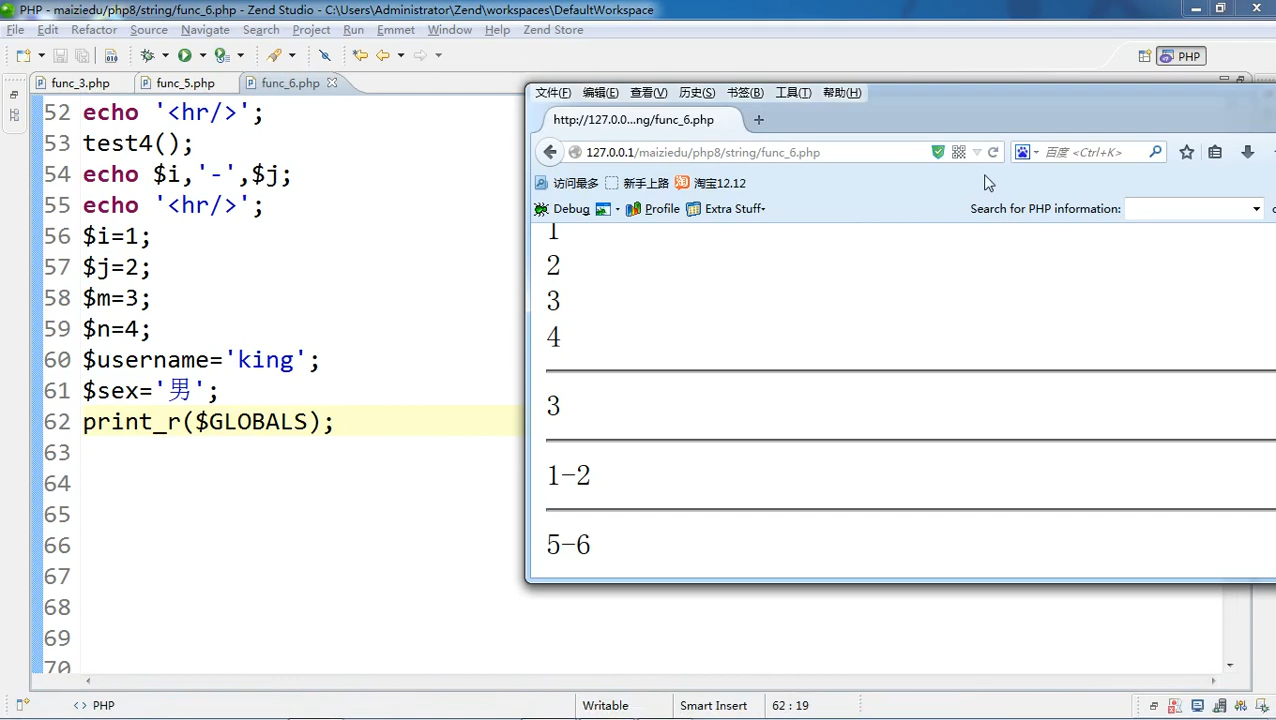 PHP - maiziedu/php8/string/func_6.php - Zend Studio - C:\Users\Administrator\Zend\workspaces\DefaultWorkspace
File Edit Refactor Source Navigate Search Project Run Emmet Window Help Zend Store
PHP
func_3.php func_5.php func_6.php
52 echo '<hr/>';
53 test4();
54 echo $i,'-',$j;
55 echo '<hr/>';
56 $i=1;
57 $j=2;
58 $m=3;
59 $n=4;
60 $username='king';
61 $sex='男';
62 print_r($GLOBALS);
63
64
65
66
67
68
69
70
文件(F) 编辑(E) 查看(V) 历史(S) 书签(B) 工具(T) 帮助(H)
http://127.0.0...ng/func_6.php
127.0.0.1/maiziedu/php8/string/func_6.php 百度 <Ctrl+K>
访问最多 新手上路 淘宝12.12
Debug Profile Extra Stuff Search for PHP information:
1
2
3
4
3
1-2
5-6
PHP Writable Smart Insert 62 : 19